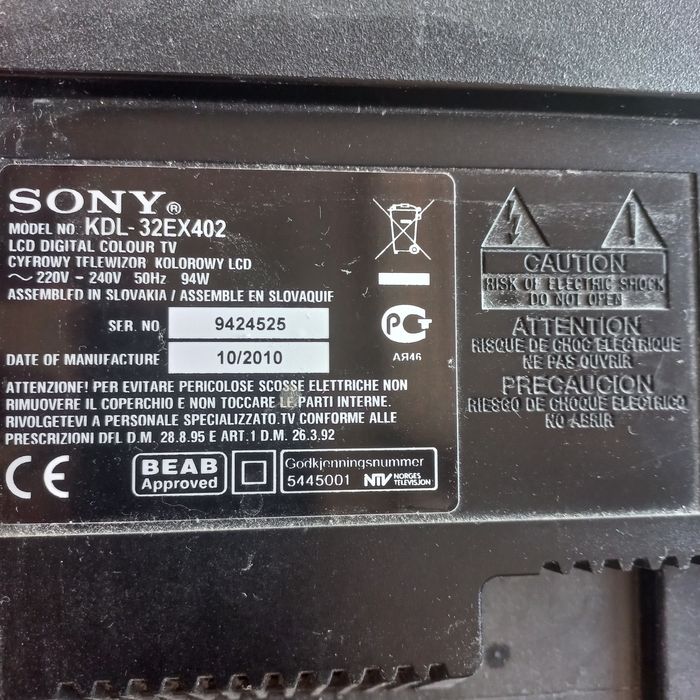 SONY®
MODEL NO. KDL-32EX402
LCD DIGITAL COLOUR TV
CYFROWY TELEWIZOR KOLOROWY LCD
~ 220V - 240V 50Hz 94W
ASSEMBLED IN SLOVAKIA / ASSEMBLE EN SLOVAQUIE
SER. NO 9424525
DATE OF MANUFACTURE 10/2010
РСТ
АЯ46
ATTENZIONE! PER EVITARE PERICOLOSE SCOSSE ELETTRICHE NON
RIMUOVERE IL COPERCHIO E NON TOCCARE LE PARTI INTERNE.
RIVOLGETEVI A PERSONALE SPECIALIZZATO.TV CONFORME ALLE
PRESCRIZIONI DEL D.M. 28.8.95 E ART.1 D.M. 26.3.92
CE
BEAB
Approved
Godkjenningsnummer
5445001 NTV NORGES
TELEVISJON
CAUTION
RISK OF ELECTRIC SHOCK
DO NOT OPEN
ATTENTION
RISQUE DE CHOC ELECTRIQUE
NE PAS OUVRIR
PRECAUCION
RIESGO DE CHOQUE ELECTRICO
NO ABRIR